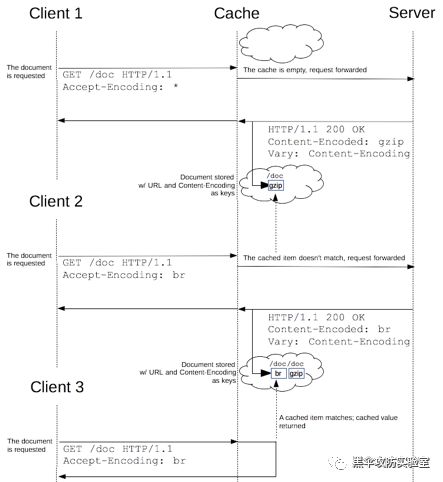 Client 1
Cache
Server
The document
is requested
GET /doc HTTP/1.1
Accept-Encoding: *
The cache is empty, request forwarded
HTTP/1.1 200 OK
Content-Encoded: gzip
Vary: Content-Encoding
Document stored
w/ URL and Content-Encoding
as keys
/doc
gzip
Client 2
The document
is requested
GET /doc HTTP/1.1
Accept-Encoding: br
The cached item doesn't match, request forwarded
HTTP/1.1 200 OK
Content-Encoded: br
Vary: Content-Encoding
Document stored
w/ URL and Content-Encoding
as keys
/doc/doc
br gzip
Client 3
A cached item matches; cached value
returned
The document
is requested
GET /doc HTTP/1.1
Accept-Encoding: br
黑伞攻防实验室